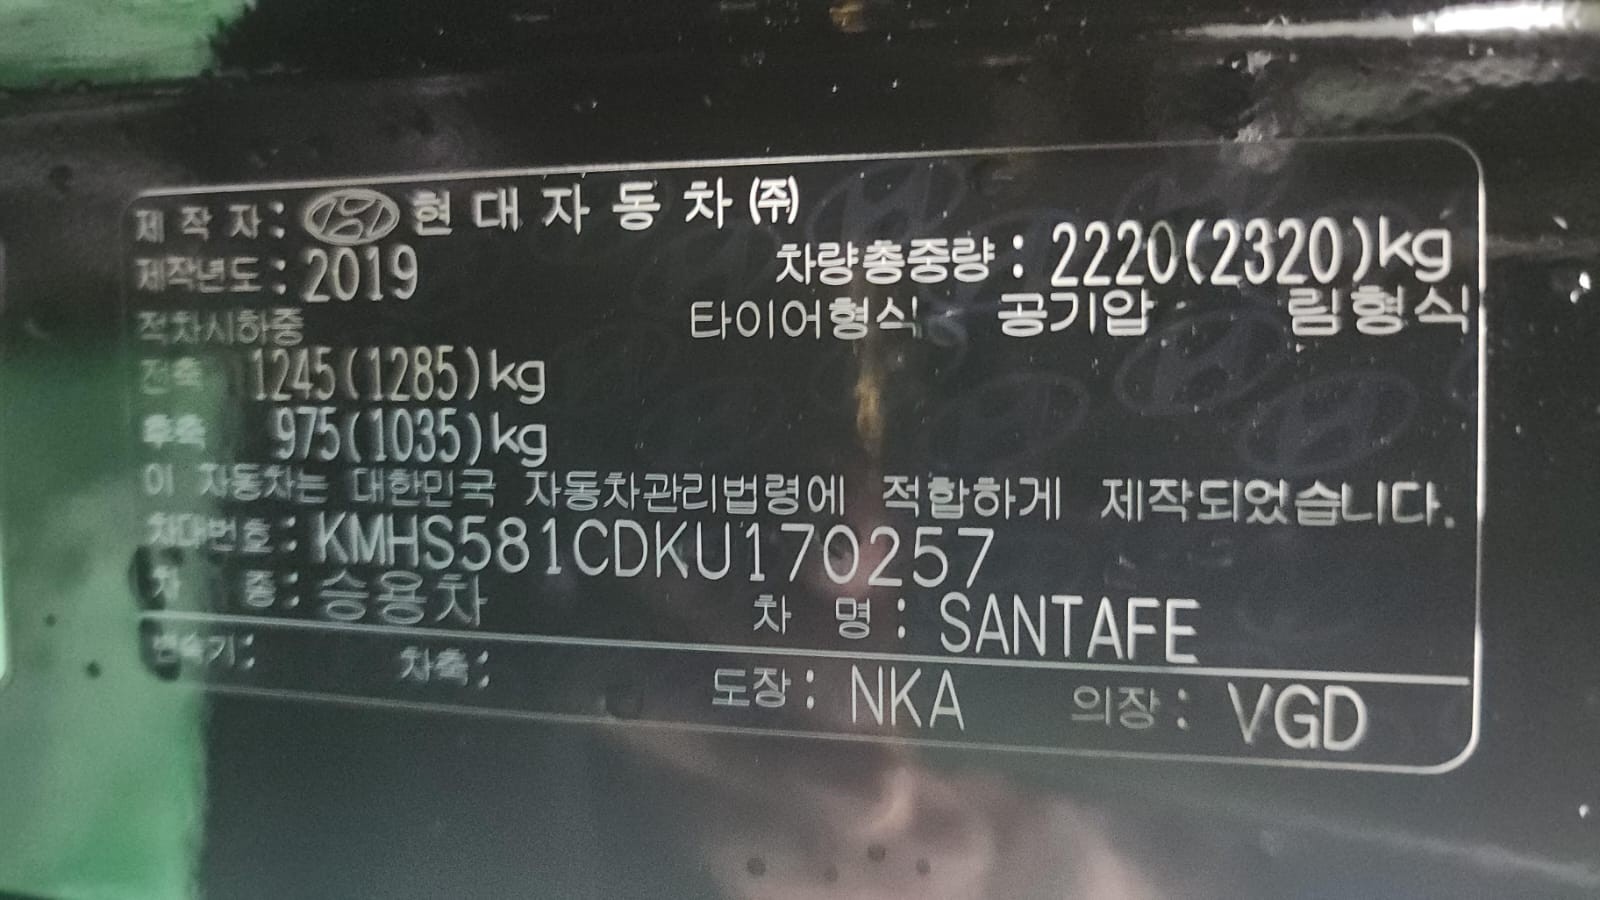 제 작 자: 현 대 자 동 차 ㈜
제작년도: 2019 차량총중량: 2220(2320)kg
적차시하중 타이어형식 공기압 림형식
전축 1245(1285)kg
후축 975(1035)kg
이 자동차는 대한민국 자동차관리법령에 적합하게 제작되었습니다.
차대번호: KMHS581CDKU170257
차 종: 승용차 차 명: SANTAFE
변속기: 차축: 도장: NKA 의장: VGD